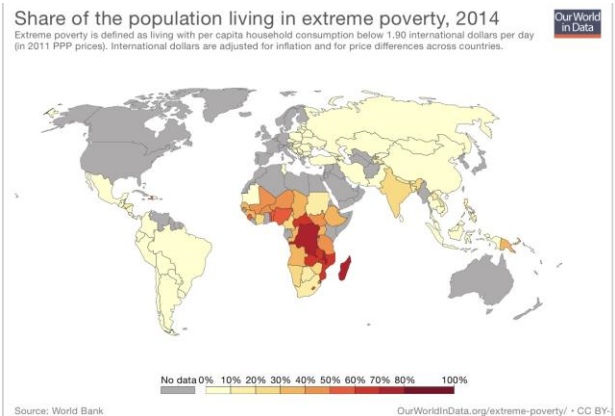 Share of the population living in extreme poverty, 2014
Our World
in Data
Extreme poverty is defined as living with per capita household consumption below 1.90 international dollars per day
(in 2011 PPP prices). International dollars are adjusted for inflation and for price differences across countries.
No data 0% 10% 20% 30% 40% 50% 60% 70% 80% 100%
Source: World Bank
OurWorldInData.org/extreme-poverty/ • CC BY-